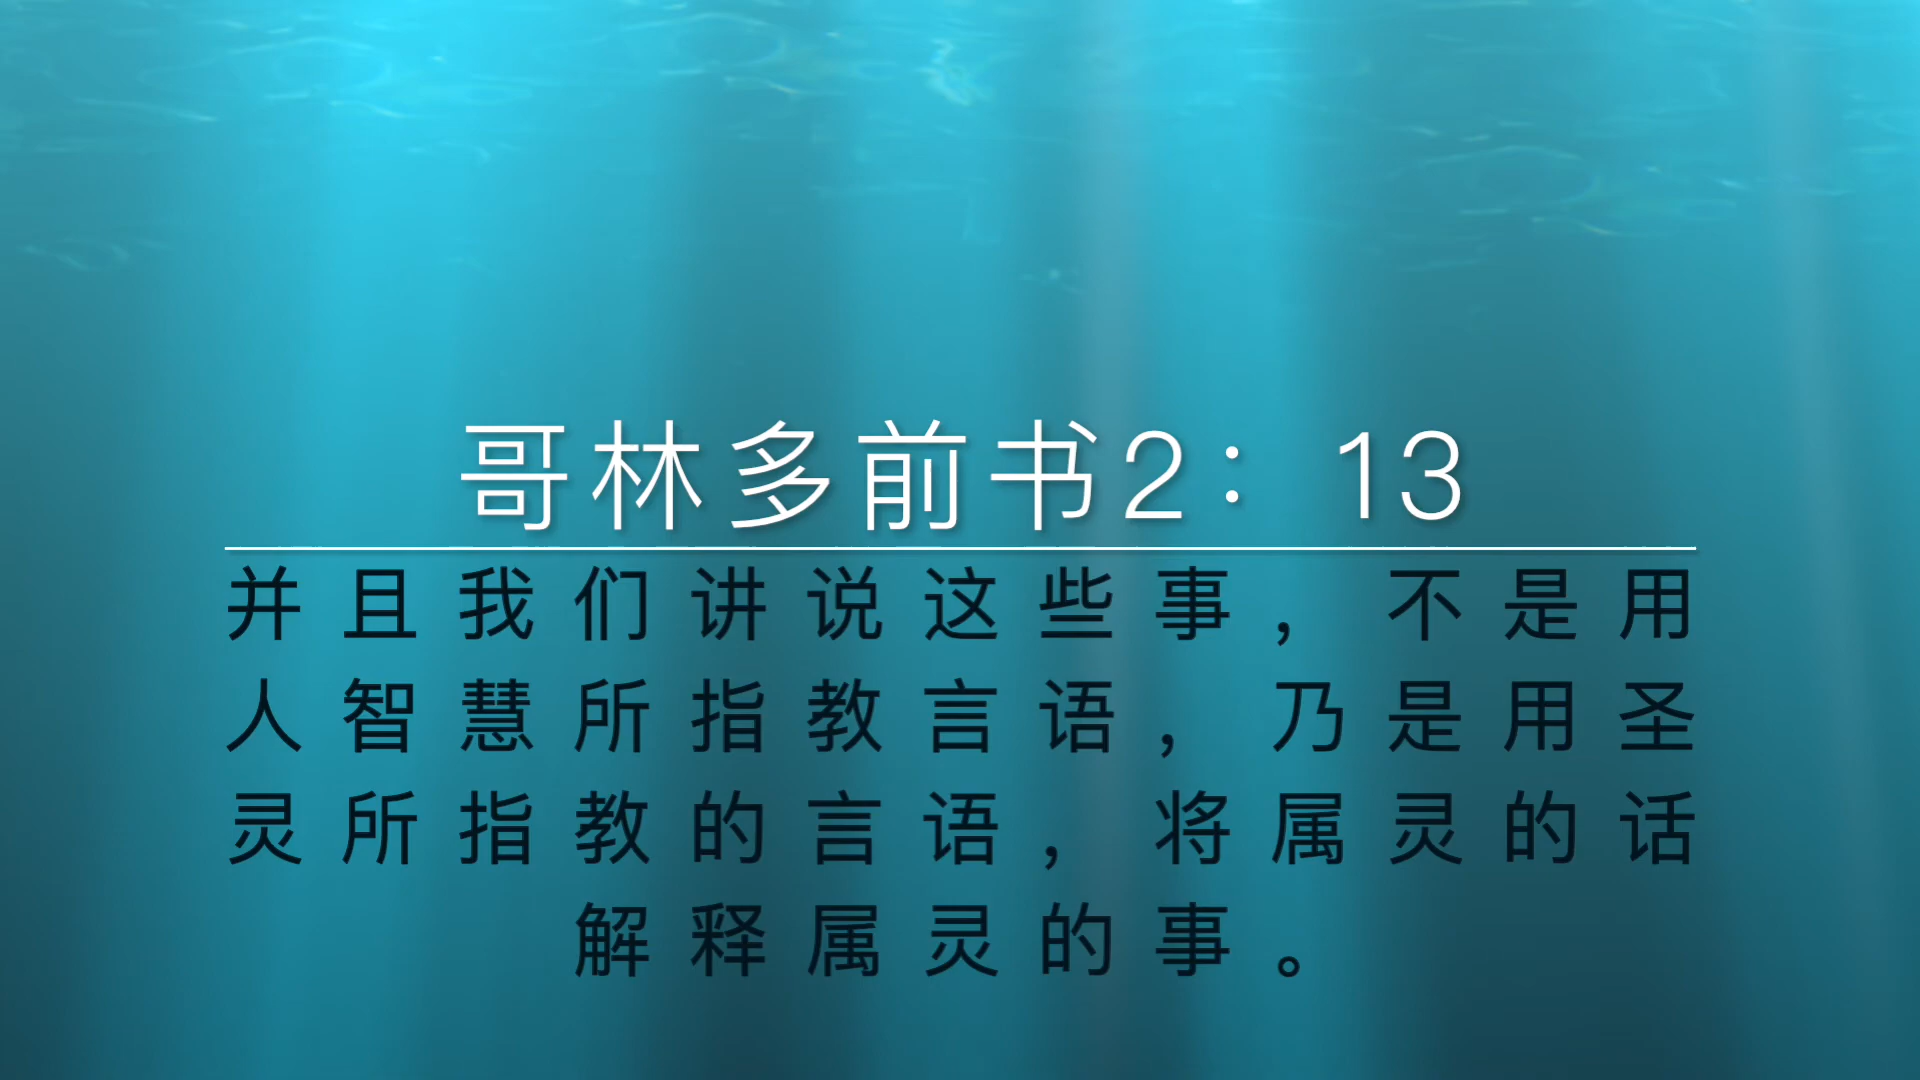 哥林多前书2：13
并且我们讲说这些事，不是用
人智慧所指教言语，乃是用圣
灵所指教的言语，将属灵的话
解释属灵的事。